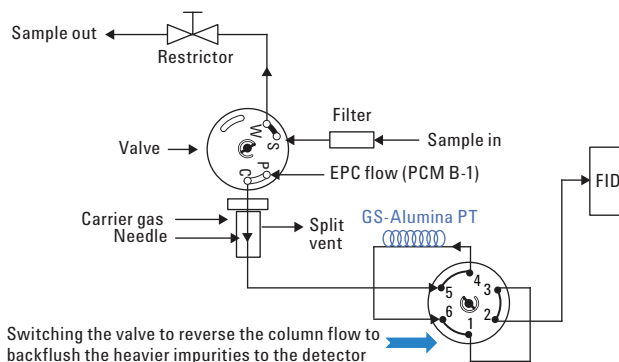 Sample out
Restrictor
Filter
Valve
W
S
Sample in
P
C
EPC flow (PCM B-1)
FID
GS-Alumina PT
Carrier gas
Needle
Split
vent
4
5
3
6
2
1
Switching the valve to reverse the column flow to
backflush the heavier impurities to the detector